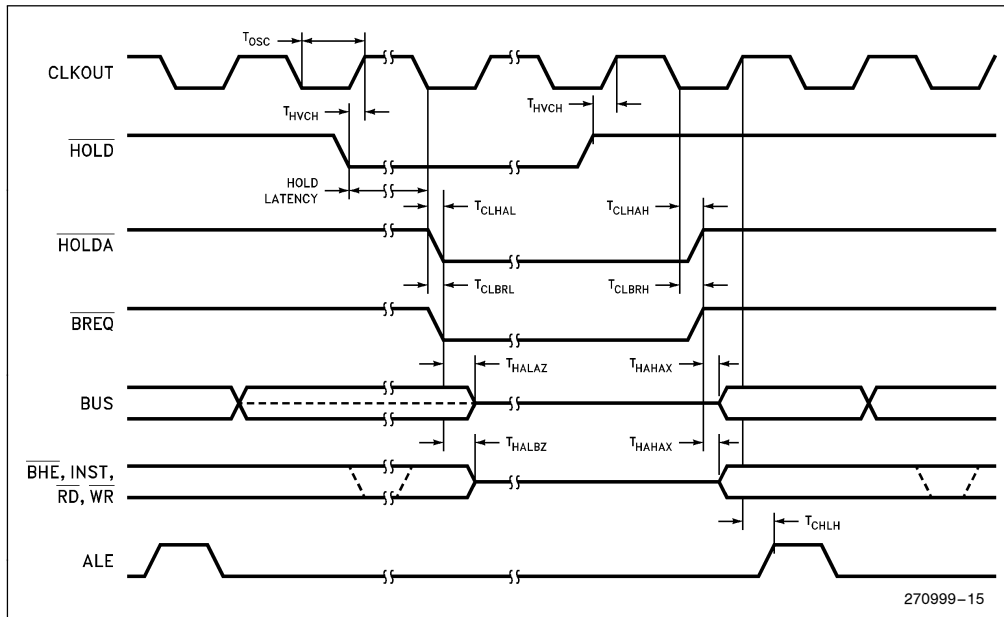 TOSC
CLKOUT
THVCH
THVCH
HOLD
HOLD
LATENCY
TCLHAL
TCLHAH
HOLDA
TCLBRL
TCLBRH
BREQ
THALAZ
THAHAX
BUS
THALBZ
THAHAX
BHE, INST,
RD, WR
TCHLH
ALE
270999-15